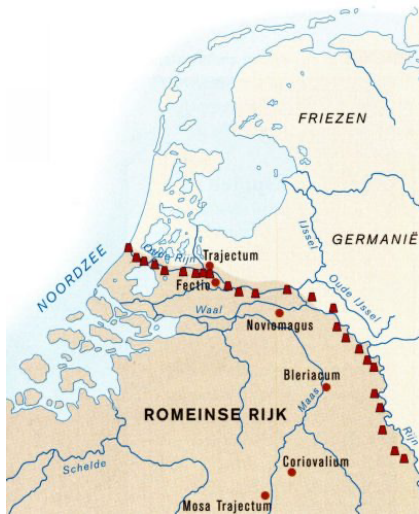 FRIEZEN
GERMANIË
IJssel
Oude Rijn
Trajectum
NOORDZEE
Fectio
Oude IJssel
Waal
Noviomagus
Bleriacum
Maas
ROMEINSE RIJK
Rijn
Coriovalium
Schelde
Mosa Trajectum